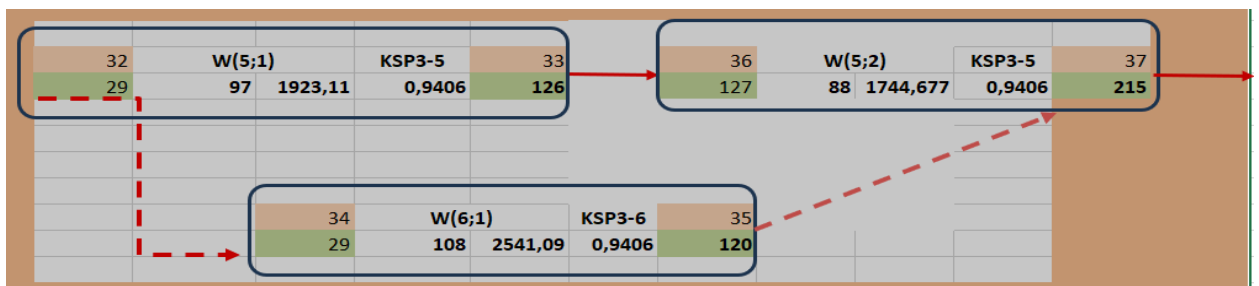 32 W(5;1) KSP3-5 33
29 97 1923,11 0,9406 126
36 W(5;2) KSP3-5 37
127 88 1744,677 0,9406 215
34 W(6;1) KSP3-6 35
29 108 2541,09 0,9406 120